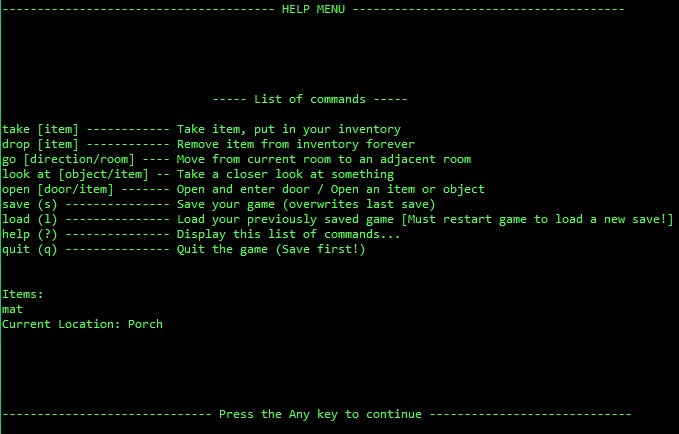 --------------------------------------- HELP MENU ---------------------------------------
----- List of commands -----
take [item] ------------ Take item, put in your inventory
drop [item] ------------ Remove item from inventory forever
go [direction/room] ---- Move from current room to an adjacent room
look at [object/item] -- Take a closer look at something
open [door/item] ------- Open and enter door / Open an item or object
save (s) --------------- Save your game (overwrites last save)
load (l) --------------- Load your previously saved game [Must restart game to load a new save!]
help (?) --------------- Display this list of commands...
quit (q) --------------- Quit the game (Save first!)
Items:
mat
Current Location: Porch
------------------------------ Press the Any key to continue -----------------------------